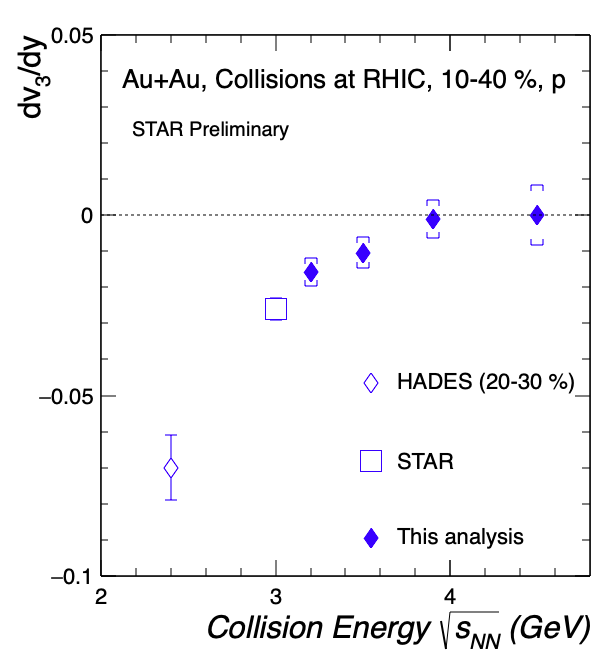 0.05
dv3/dy
Au+Au, Collisions at RHIC, 10-40 %, p
STAR Preliminary
0
HADES (20-30 %)
−0.05
STAR
This analysis
−0.1
2 3 4
Collision Energy √sNN (GeV)